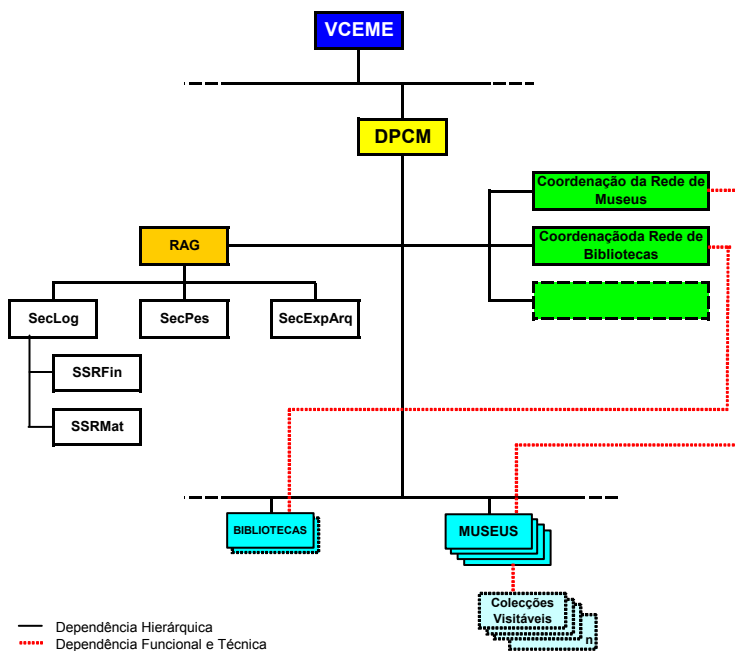 VCEME
DPCM
Coordenação da Rede de
Museus
RAG
Coordenaçãoda Rede de
Bibliotecas
SecLog
SecPes
SecExpArq
SSRFin
SSRMat
BIBLIOTECAS
MUSEUS
Colecções
Visitáveis
n
Dependência Hierárquica
Dependência Funcional e Técnica